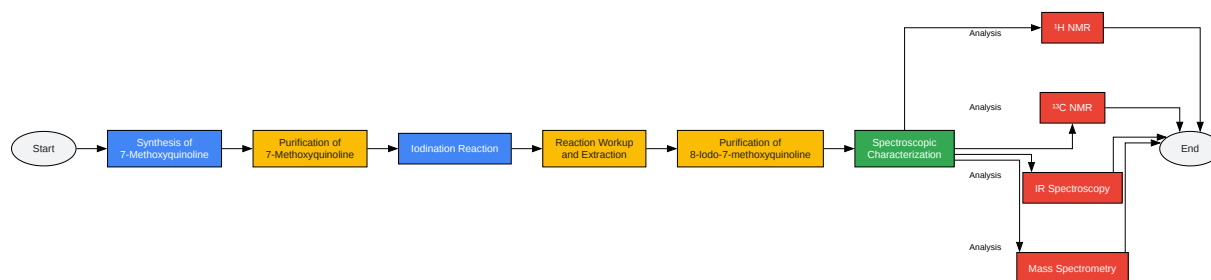 Start
Synthesis of
7-Methoxyquinoline
Purification of
7-Methoxyquinoline
Iodination Reaction
Reaction Workup
and Extraction
Purification of
8-Iodo-7-methoxyquinoline
Spectroscopic
Characterization
Analysis
¹H NMR
Analysis
¹³C NMR
Analysis
IR Spectroscopy
Analysis
Mass Spectrometry
End